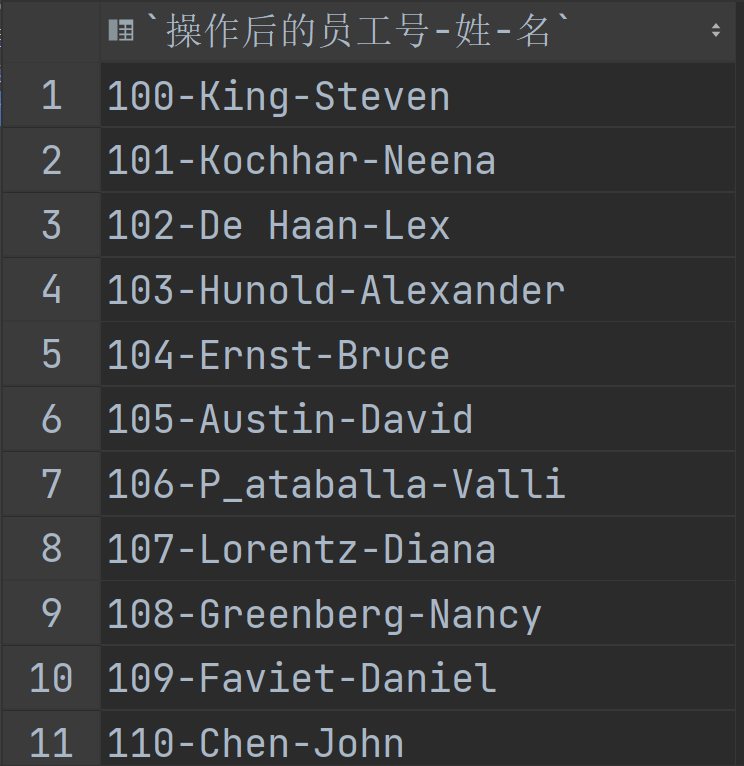 `操作后的员工号-姓-名`
1 100-King-Steven
2 101-Kochhar-Neena
3 102-De Haan-Lex
4 103-Hunold-Alexander
5 104-Ernst-Bruce
6 105-Austin-David
7 106-P_ataballa-Valli
8 107-Lorentz-Diana
9 108-Greenberg-Nancy
10 109-Faviet-Daniel
11 110-Chen-John